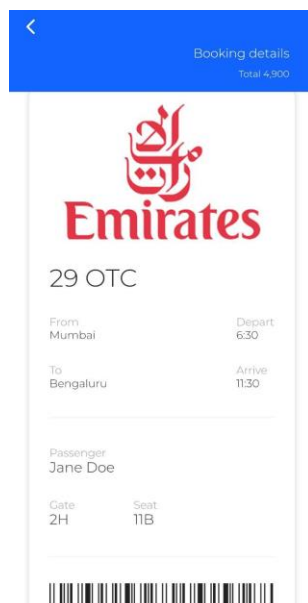 Booking details
Total 4,900
الإمارات
Emirates
29 OTC
From
Depart
Mumbai
6:30
To
Arrive
Bengaluru
11:30
Passenger
Jane Doe
Gate
Seat
2H
11B